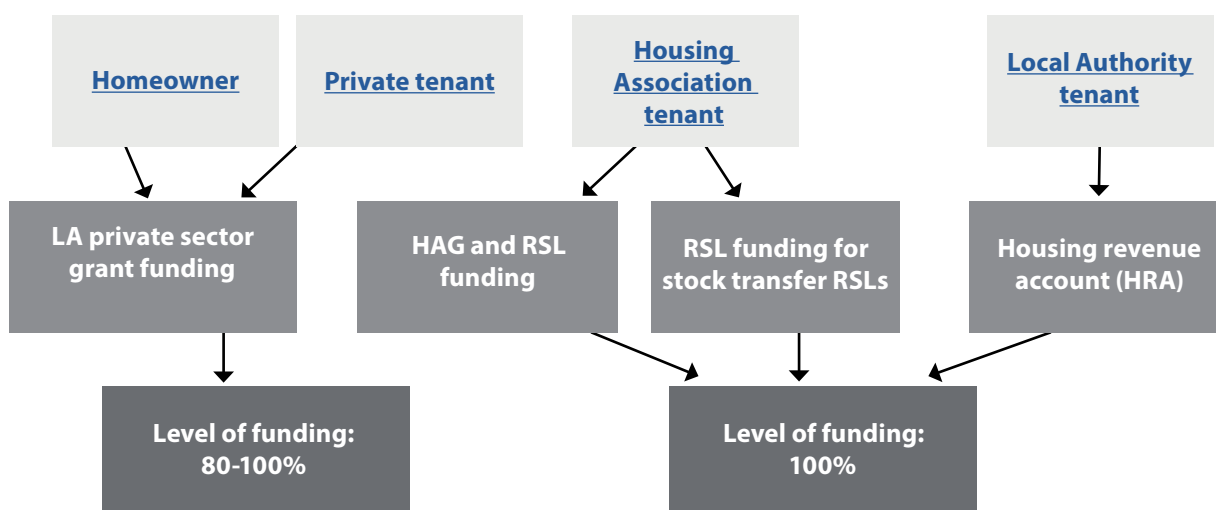 Homeowner
Private tenant
Housing
Association
tenant
Local Authority
tenant
LA private sector
grant funding
HAG and RSL
funding
RSL funding for
stock transfer RSLs
Housing revenue
account (HRA)
Level of funding:
80-100%
Level of funding:
100%